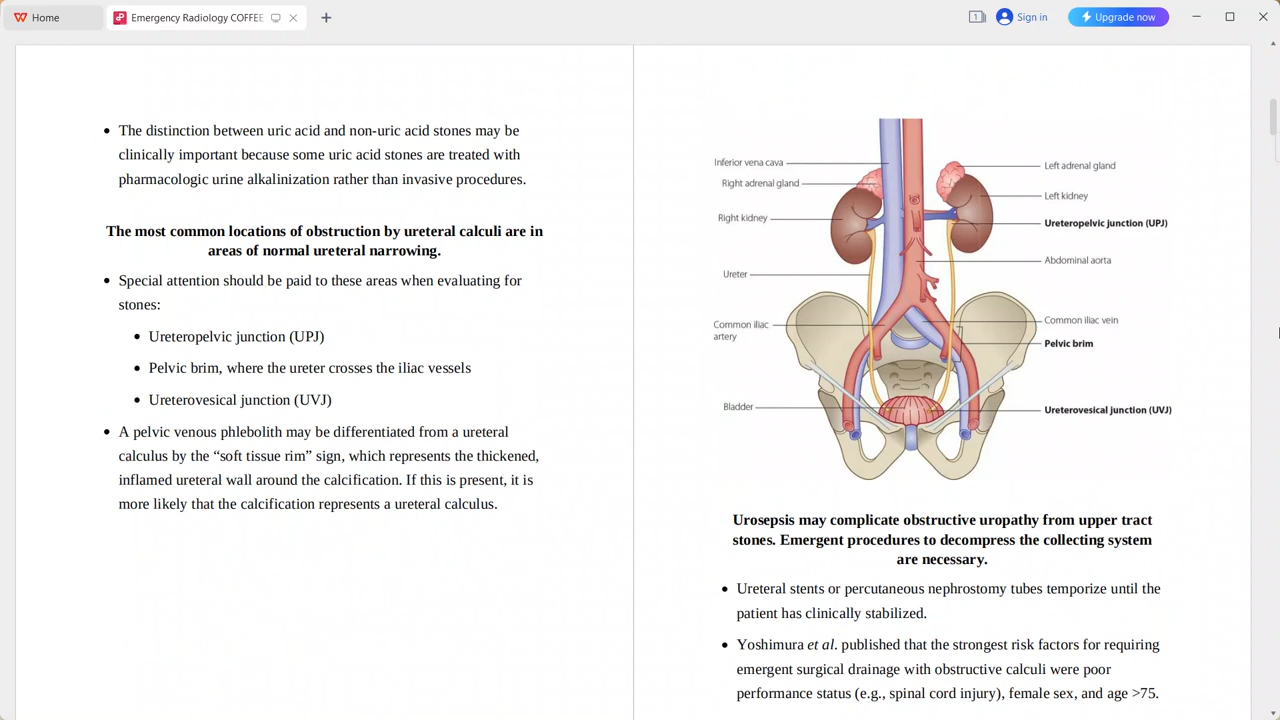 Home
Emergency Radiology COFFEE
1
Sign in
Upgrade now
• The distinction between uric acid and non-uric acid stones may be
clinically important because some uric acid stones are treated with
pharmacologic urine alkalinization rather than invasive procedures.
The most common locations of obstruction by ureteral calculi are in
areas of normal ureteral narrowing.
• Special attention should be paid to these areas when evaluating for
stones:
• Ureteropelvic junction (UPJ)
• Pelvic brim, where the ureter crosses the iliac vessels
• Ureterovesical junction (UVJ)
• A pelvic venous phlebolith may be differentiated from a ureteral
calculus by the “soft tissue rim” sign, which represents the thickened,
inflamed ureteral wall around the calcification. If this is present, it is
more likely that the calcification represents a ureteral calculus.
Inferior vena cava
Right adrenal gland
Right kidney
Ureter
Common iliac
artery
Bladder
Left adrenal gland
Left kidney
Ureteropelvic junction (UPJ)
Abdominal aorta
Common iliac vein
Pelvic brim
Ureterovesical junction (UVJ)
Urosepsis may complicate obstructive uropathy from upper tract
stones. Emergent procedures to decompress the collecting system
are necessary.
• Ureteral stents or percutaneous nephrostomy tubes temporize until the
patient has clinically stabilized.
• Yoshimura et al. published that the strongest risk factors for requiring
emergent surgical drainage with obstructive calculi were poor
performance status (e.g., spinal cord injury), female sex, and age >75.